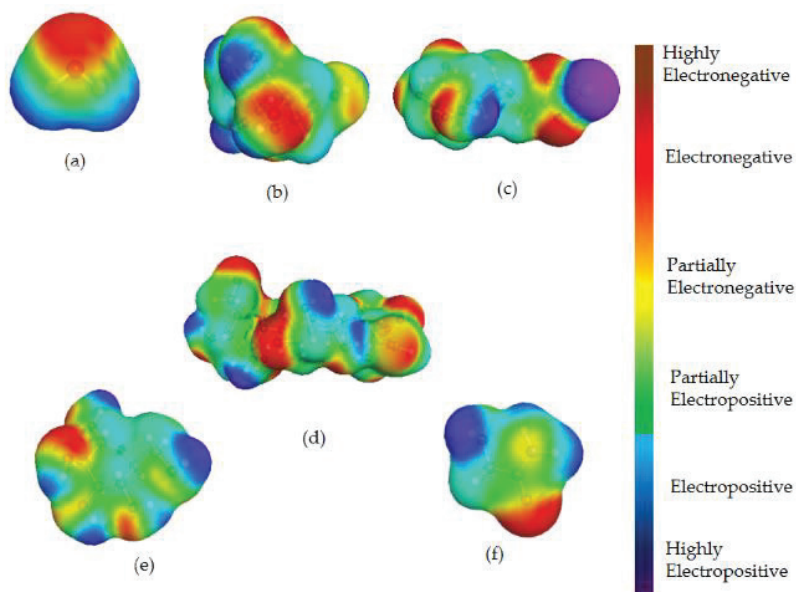 (a)
(b)
(c)
(d)
(e)
(f)
Highly
Electronegative
Electronegative
Partially
Electronegative
Partially
Electropositive
Electropositive
Highly
Electropositive